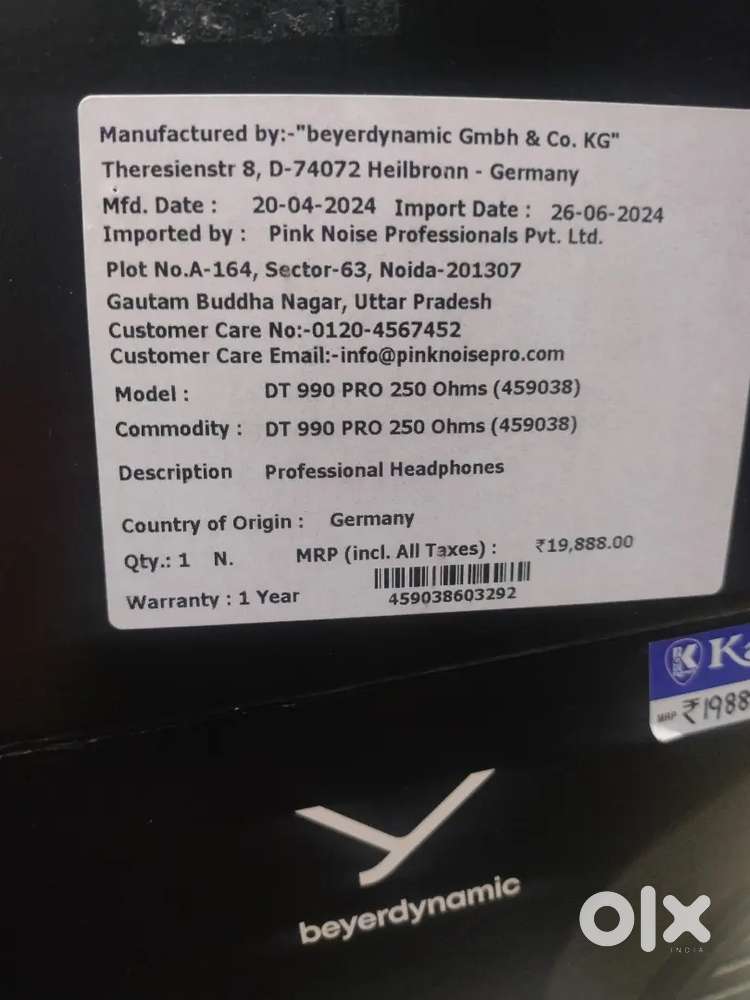 Manufactured by:-"beyerdynamic Gmbh & Co. KG"
Theresienstr 8, D-74072 Heilbronn - Germany
Mfd. Date : 20-04-2024 Import Date : 26-06-2024
Imported by : Pink Noise Professionals Pvt. Ltd.
Plot No.A-164, Sector-63, Noida-201307
Gautam Buddha Nagar, Uttar Pradesh
Customer Care No:-0120-4567452
Customer Care Email:-info@pinknoisepro.com
Model : DT 990 PRO 250 Ohms (459038)
Commodity : DT 990 PRO 250 Ohms (459038)
Description Professional Headphones
Country of Origin : Germany
Qty.: 1 N. MRP (incl. All Taxes) : ₹19,888.00
Warranty : 1 Year 459038603292
MRP ₹1988
beyerdynamic
olx
INDIA